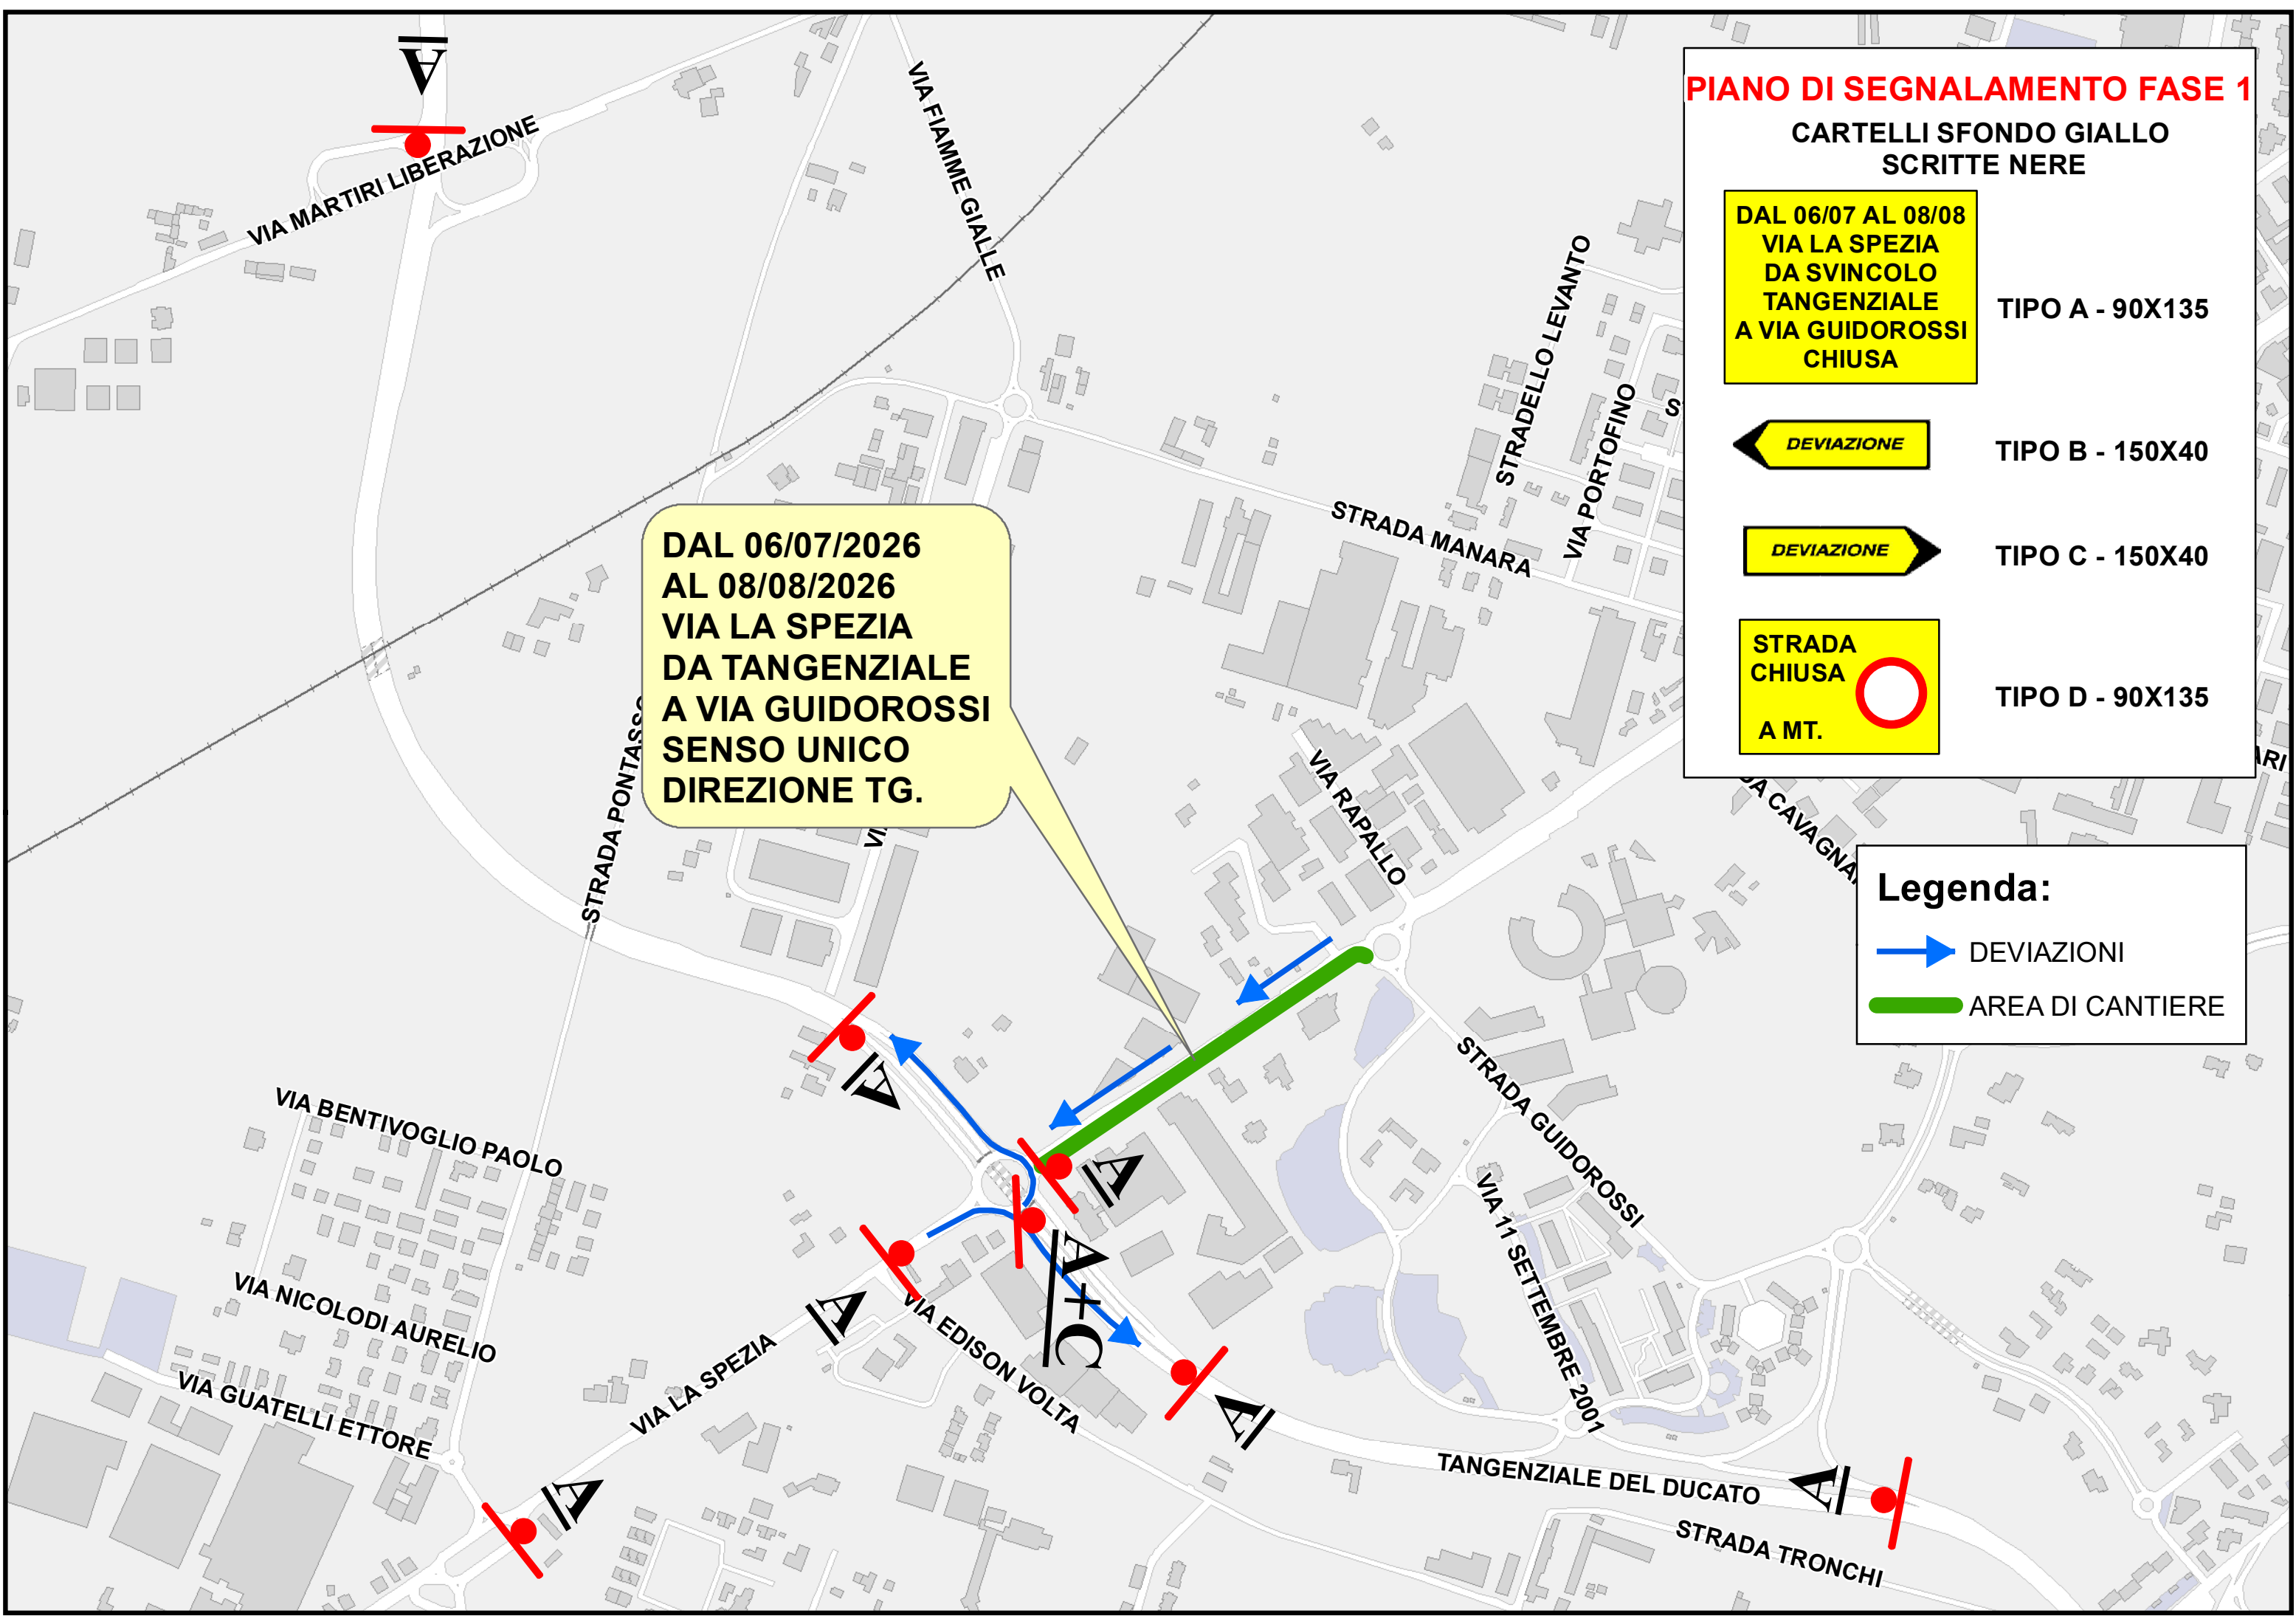 A
VIA MARTIRI LIBERAZIONE
VIA FIAMME GIALLE
STRADELLO LEVANTO
VIA PORTOFINO
STRADA MANARA
PIANO DI SEGNALAMENTO FASE 1
CARTELLI SFONDO GIALLO
SCRITTE NERE
DAL 06/07 AL 08/08
VIA LA SPEZIA
DA SVINCOLO
TANGENZIALE
A VIA GUIDOROSSI
CHIUSA
TIPO A - 90X135
DEVIAZIONE
TIPO B - 150X40
DEVIAZIONE
TIPO C - 150X40
STRADA
CHIUSA
A MT.
TIPO D - 90X135
DAL 06/07/2026
AL 08/08/2026
VIA LA SPEZIA
DA TANGENZIALE
A VIA GUIDOROSSI
SENSO UNICO
DIREZIONE TG.
STRADA PONTASSO
VIA RAPALLO
DA CAVAGNARI
Legenda:
DEVIAZIONI
AREA DI CANTIERE
A
STRADA GUIDOROSSI
VIA BENTIVOGLIO PAOLO
A
VIA 11 SETTEMBRE 2001
A+C
VIA NICOLODI AURELIO
A
VIA EDISON VOLTA
VIA LA SPEZIA
VIA GUATELLI ETTORE
A
A
TANGENZIALE DEL DUCATO
A
STRADA TRONCHI